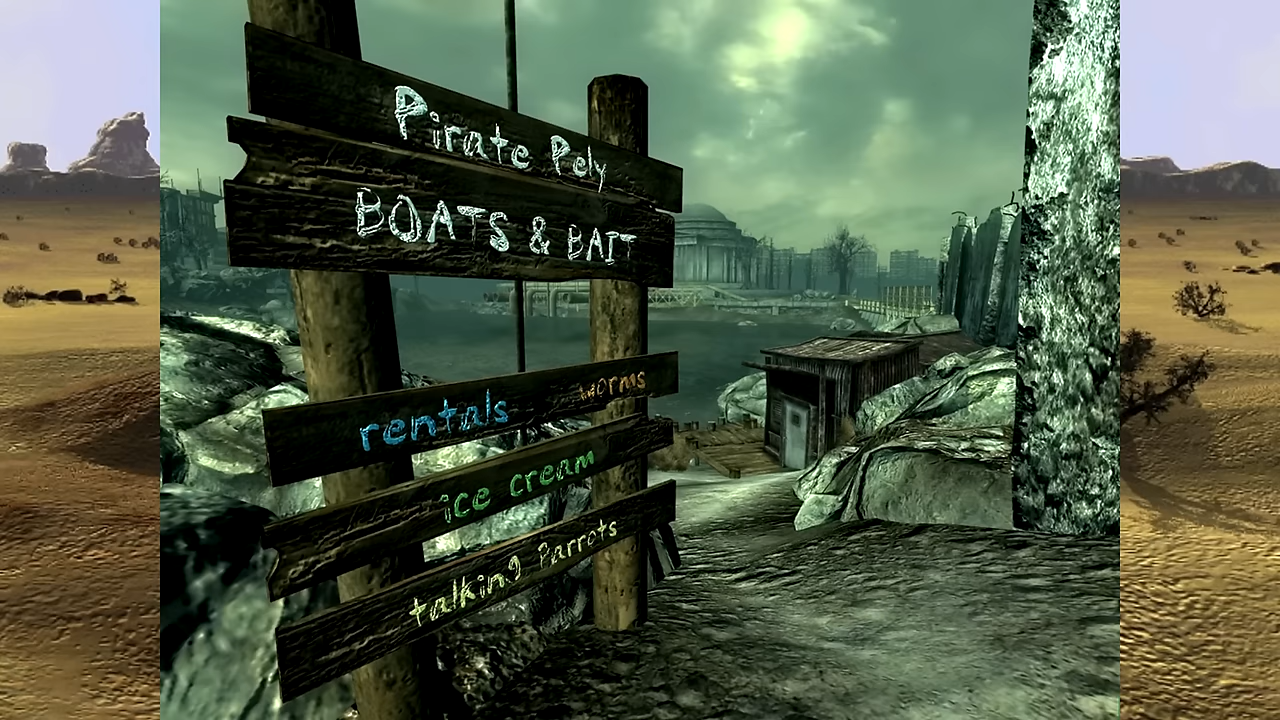 Pirate Pely
BOATS & BAIT
rentals worms
ice cream
talking Parrots